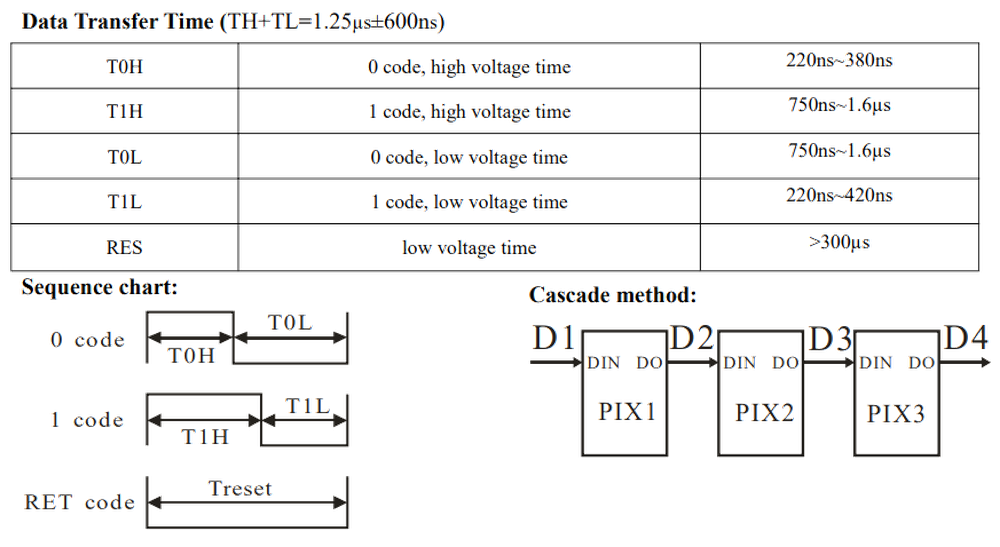 Data Transfer Time (TH+TL=1.25μs±600ns)
T0H 0 code, high voltage time 220ns~380ns
T1H 1 code, high voltage time 750ns~1.6μs
T0L 0 code, low voltage time 750ns~1.6μs
T1L 1 code, low voltage time 220ns~420ns
RES low voltage time >300μs
Sequence chart:
0 code T0H T0L
1 code T1H T1L
RET code Treset
Cascade method:
D1 D2 D3 D4
DIN DO DIN DO DIN DO
PIX1 PIX2 PIX3